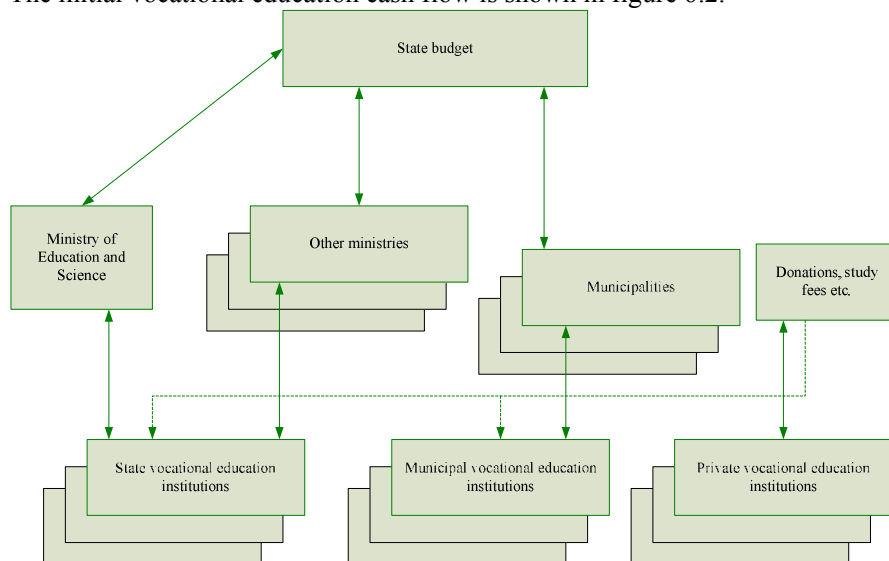 The initial vocational education cash flow is shown in figure 6.2.
State budget
Ministry of
Education and
Science
Other ministries
Municipalities
Donations, study
fees etc.
State vocational education
institutions
Municipal vocational education
institutions
Private vocational education
institutions